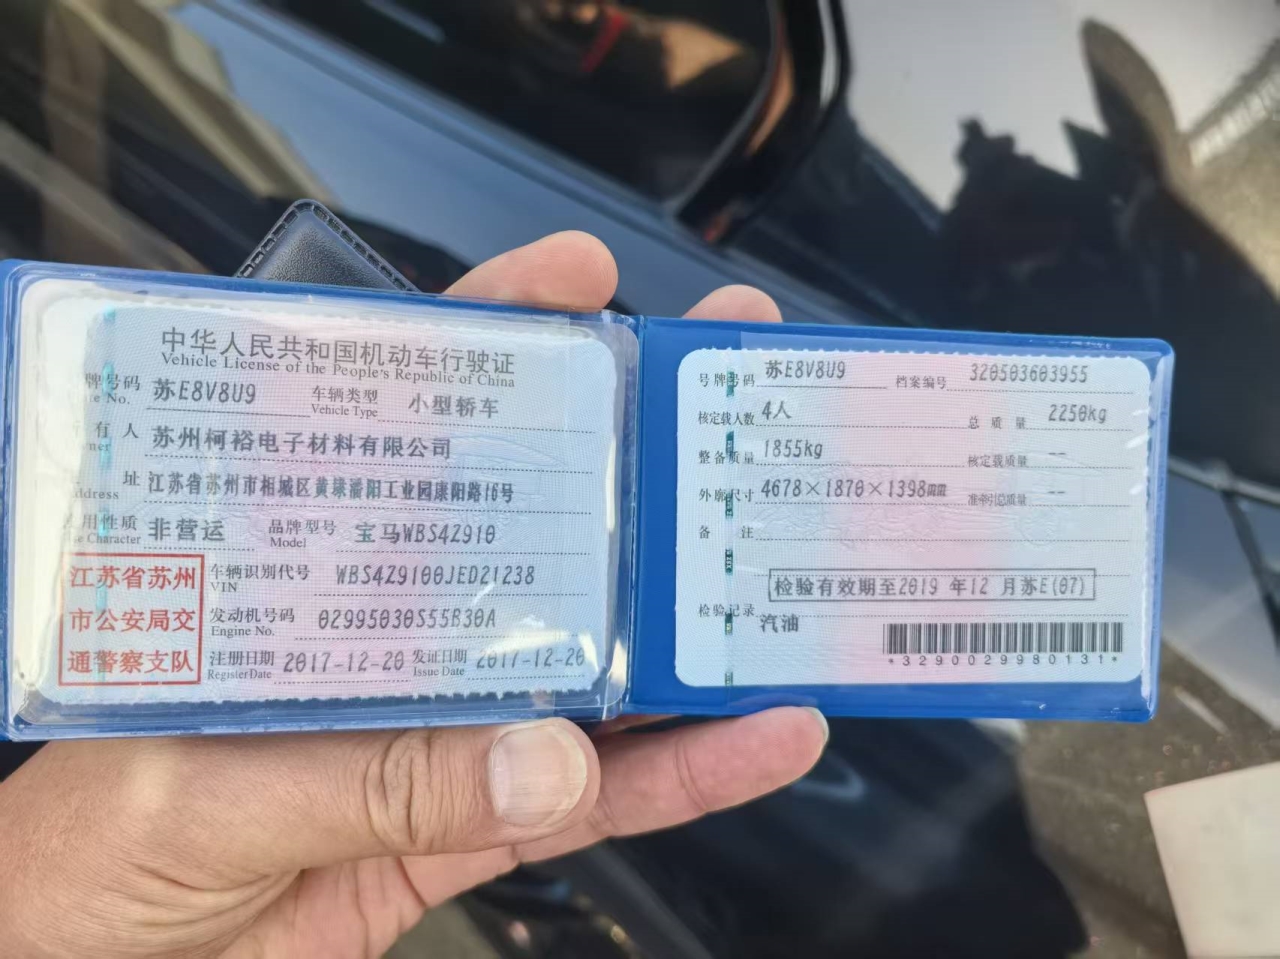 中华人民共和国机动车行驶证
Vehicle License of the People's Republic of China
牌号码 苏E8V8U9 车辆类型 小型轿车
No. Vehicle Type
有人 苏州柯裕电子材料有限公司
址 江苏省苏州市相城区黄埭潘阳工业园康阳路16号
ddress
用性质 非营运 品牌型号 宝马WBS4Z910
Character Model
江苏省苏州
市公安局交
通警察支队
车辆识别代号 WBS4Z9100JED21238
VIN
发动机号码 02995030S55B30A
Engine No.
注册日期 2017-12-20 发证日期 2017-12-20
Register Date Issue Date
号牌号码 苏E8V8U9 档案编号 320503603955
核定载人数 4人 总质量 2250kg
整备质量 1855kg 核定载质量 --
外廓尺寸 4678×1870×1398mm 准牵引总质量 --
备注
检验有效期至2019年12月苏E(07)
检验记录
汽油
*3290029980131*